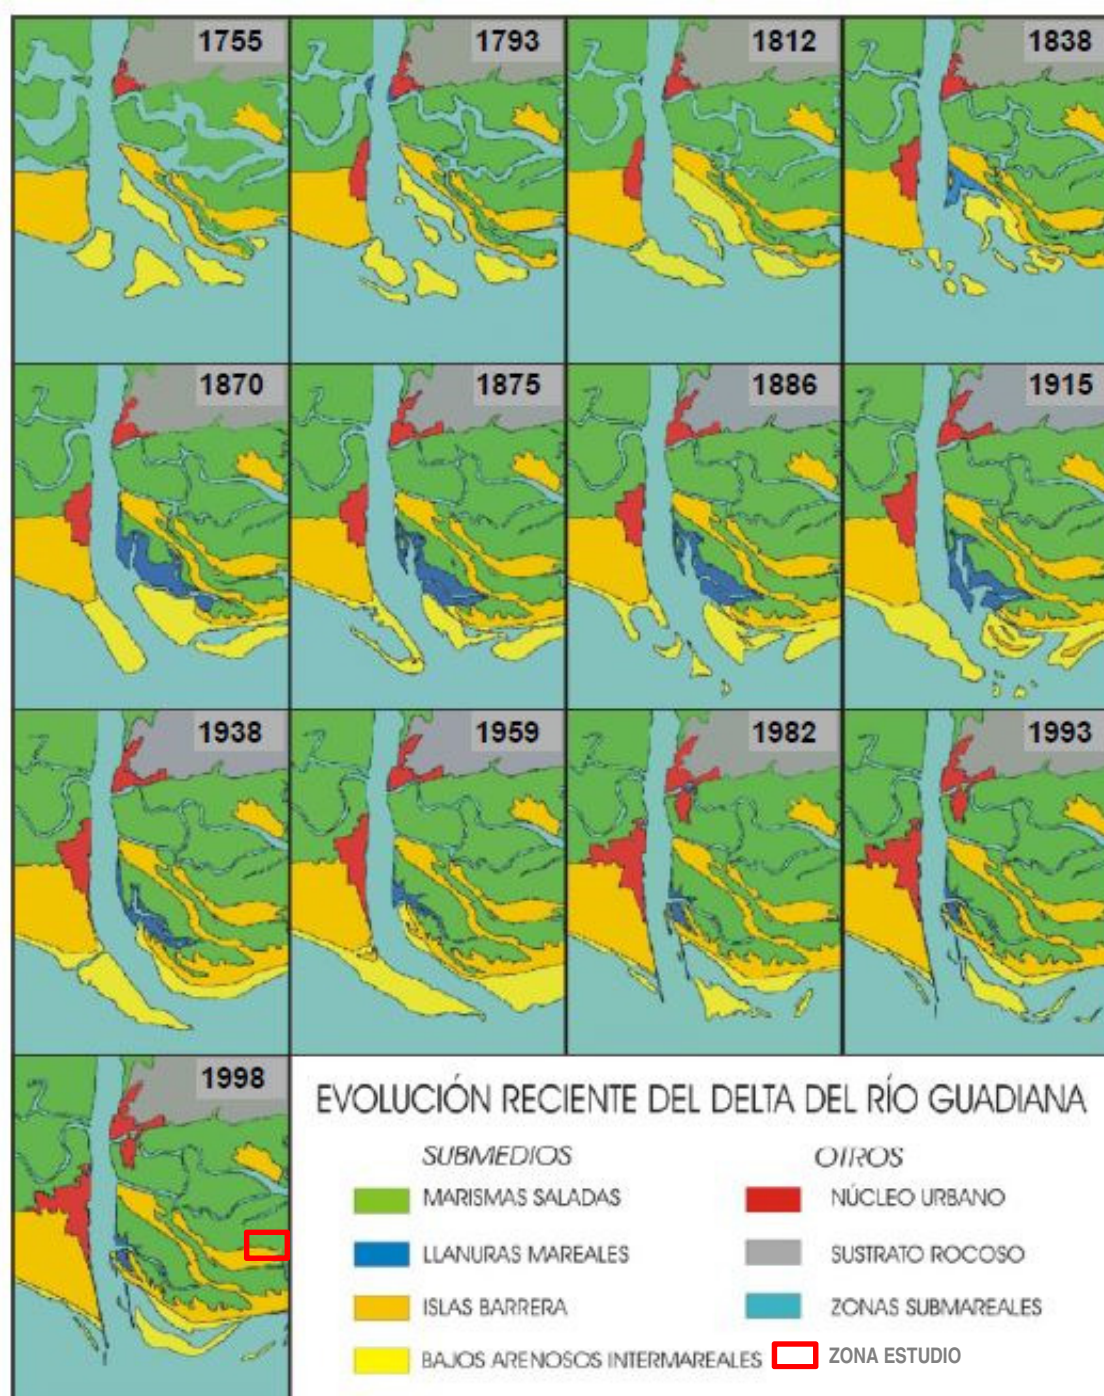 1755
1793
1812
1838
1870
1875
1886
1915
1938
1959
1982
1993
1998
EVOLUCIÓN RECIENTE DEL DELTA DEL RÍO GUADIANA
SUBMEDIOS
MARISMAS SALADAS
LLANURAS MAREALES
ISLAS BARRERA
BAJOS ARENOSOS INTERMAREALES
OTROS
NÚCLEO URBANO
SUSTRATO ROCOSO
ZONAS SUBMAREALES
ZONA ESTUDIO